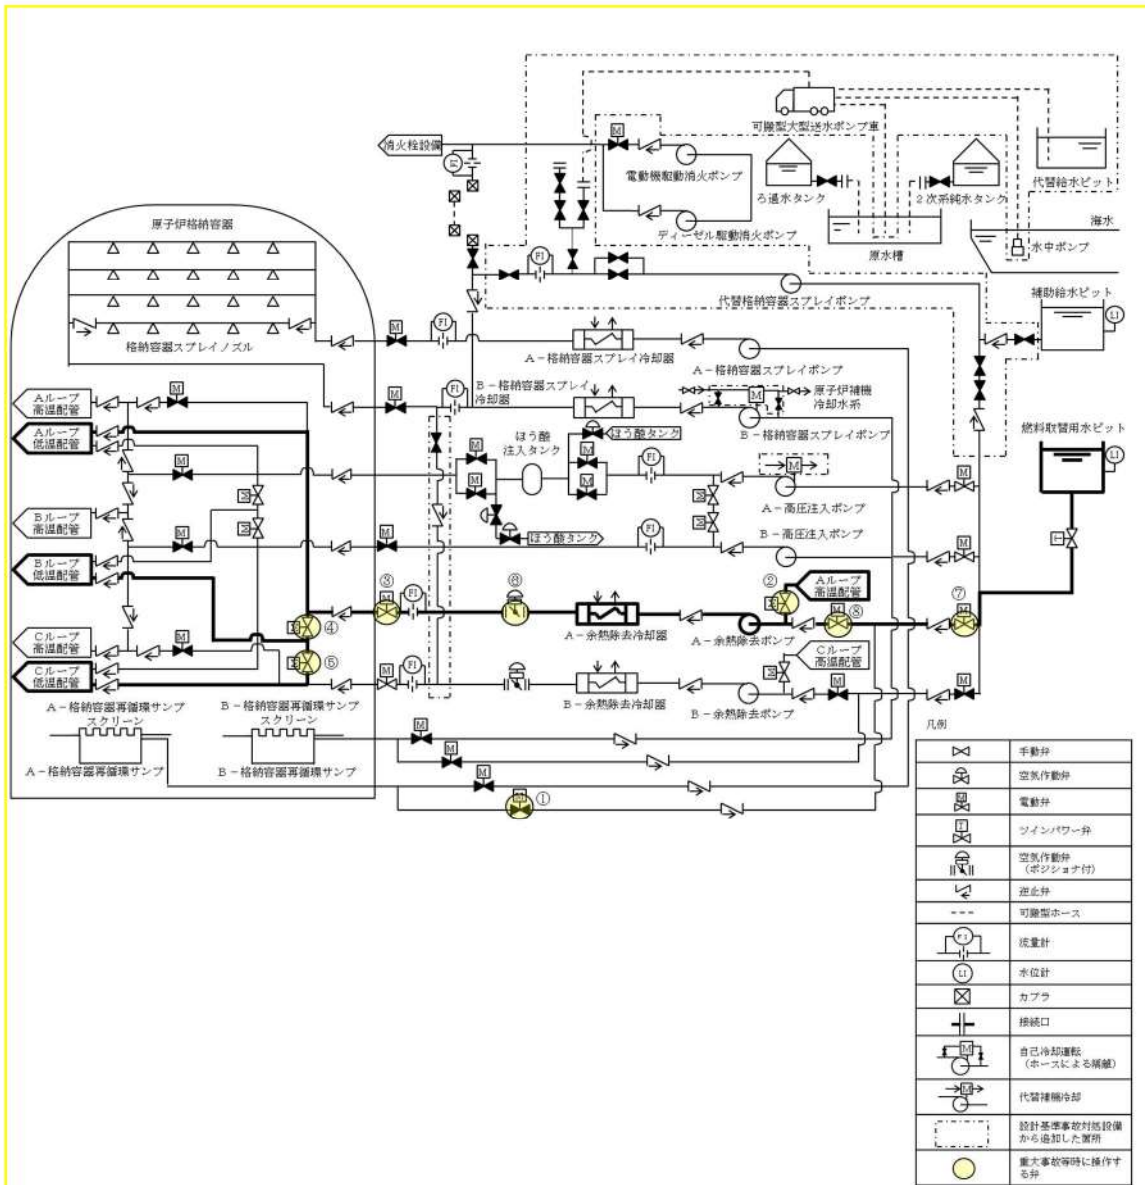 可搬型大型送水ポンプ車
代替給水ピット
消火栓設備
FI
M
電動機駆動消火ポンプ
ディーゼル駆動消火ポンプ
ろ過水タンク
2次系純水タンク
原水槽
海水
水中ポンプ
原子炉格納容器
格納容器スプレイノズル
FI
代替格納容器スプレイポンプ
補助給水ピット
LI
M
FI
A-格納容器スプレイ冷却器
A-格納容器スプレイポンプ
M
FI
B-格納容器スプレイ
冷却器
M
原子炉補機
冷却水系
B-格納容器スプレイポンプ
Aループ
高温配管
M
Aループ
低温配管
M
M
M
M
ほう酸
注入タンク
ほう酸タンク
M
M
FI
M
A-高圧注入ポンプ
M
燃料取替用水ピット
LI
T
M
M
M
Bループ
高温配管
M
M
ほう酸タンク
FI
B-高圧注入ポンプ
M
Bループ
低温配管
③
M
FI
⑥
A-余熱除去冷却器
A-余熱除去ポンプ
②
M
Aループ
高温配管
⑧
M
⑦
M
M
④
M
⑤
Cループ
高温配管
M
Cループ
低温配管
M
FI
B-余熱除去冷却器
B-余熱除去ポンプ
M
Cループ
高温配管
M
M
A-格納容器再循環サンプ
スクリーン
B-格納容器再循環サンプ
スクリーン
A-格納容器再循環サンプ
B-格納容器再循環サンプ
M
M
M
M
①
凡例
手動弁
空気作動弁
M
電動弁
T
ツインパワー弁
空気作動弁
(ポジショナ付)
逆止弁
可搬型ホース
FI
流量計
LI
水位計
カプラ
接続口
M
自己冷却運転
(ホースによる隔離)
M
代替補機冷却
設計基準事故対処設備
から追加した箇所
重大事故等時に操作す
る弁